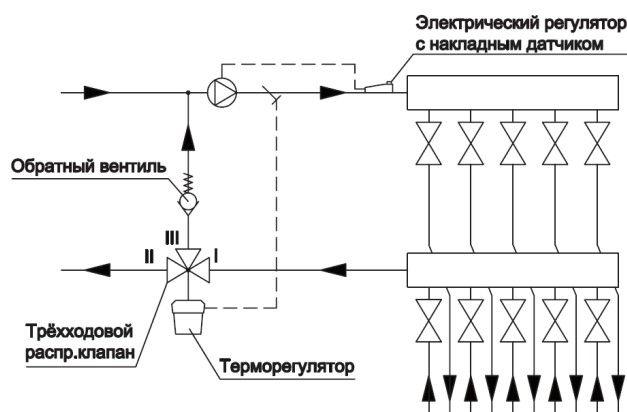 Электрический регулятор
с накладным датчиком
Обратный вентиль
III
II
I
Трёхходовой
распр.клапан
Терморегулятор